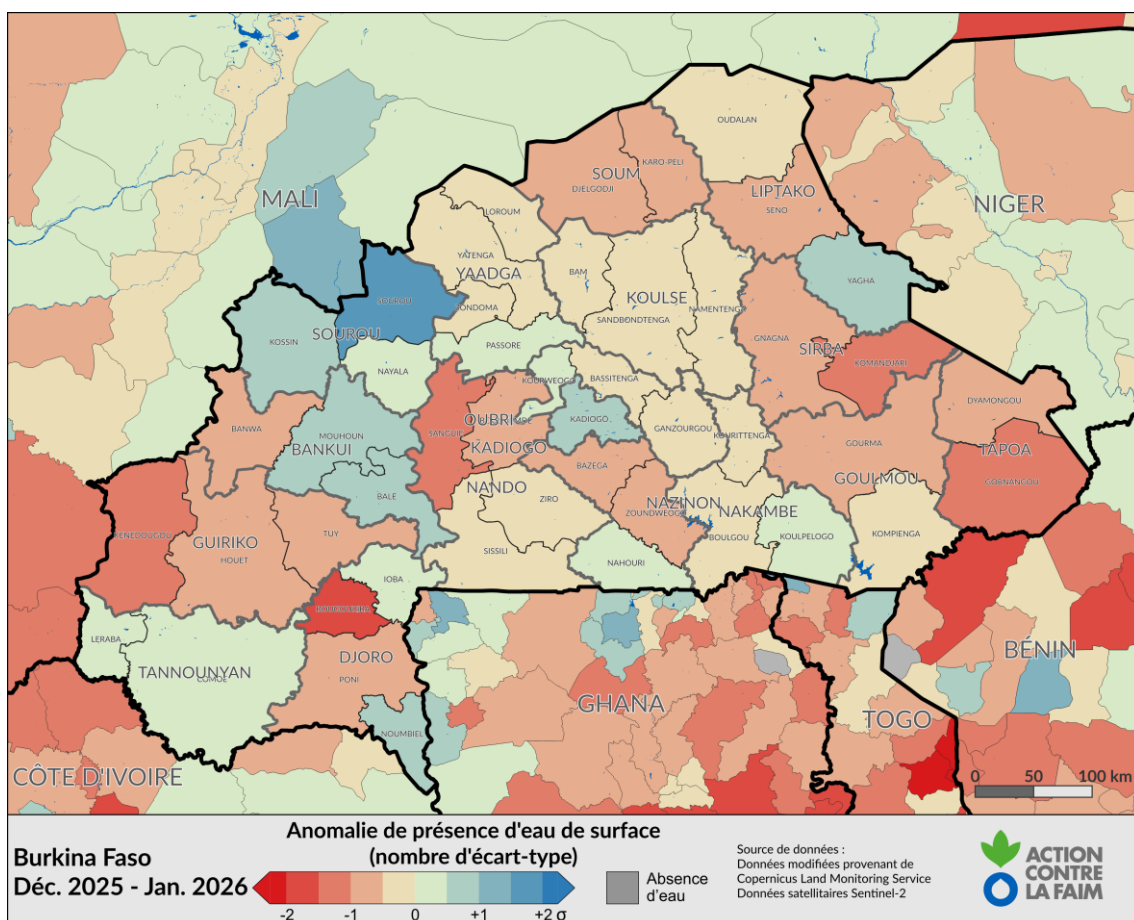 OUDALAN
SOUM
KARO-PELI
DJELGODJI
LIPTAKO
SENO
MALI
NIGER
LOROUM
YATENGA
YAADGA
BAM
KOULSE
YAGHA
SOUROU
ZONDOMA
SANDBONDTENGA
NAMENTENGA
SOUROU
KOSSIN
PASSORE
GNAGNA
SIRBA
KOMANDJARI
NAYALA
KOURWEOGO
BASSITENGA
DYAMONGOU
BANWA
MOUHOUN
BANKUI
SANGUIE
OUBRI
KADIOGO
KADIOGO
GANZOURGOU
KOURITTENGA
GOURMA
TAPOA
BAZEGA
GOULMOU
GOBNANGOU
BALE
NANDO
ZIRO
NAZINON
ZOUNDWEOGO
NAKAMBE
KENEDOUGOU
GUIRIKO
HOUET
TUY
SISSILI
BOULGOU
KOULPELOGO
KOMPIENGA
NAHOURI
IOBA
BOUGOURIBA
LERABA
TANNOUNYAN
COMOE
DJORO
PONI
BÉNIN
GHANA
TOGO
NOUMBIEL
CÔTE D'IVOIRE
0 50 100 km
Burkina Faso
Déc. 2025 - Jan. 2026
Anomalie de présence d'eau de surface
(nombre d'écart-type)
-2 -1 0 +1 +2 σ
Absence
d'eau
Source de données :
Données modifiées provenant de
Copernicus Land Monitoring Service
Données satellitaires Sentinel-2
ACTION
CONTRE
LA FAIM